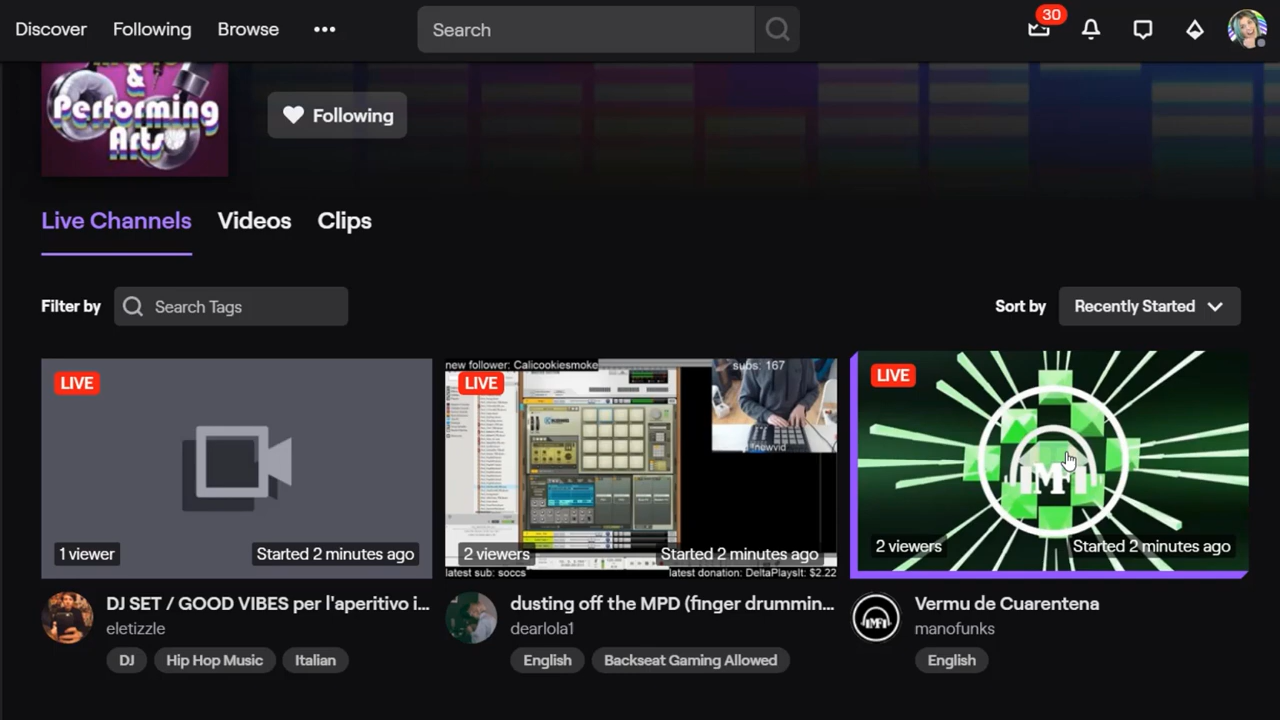 Discover Following Browse ••• Search 30
& Performing Arts
Following
Live Channels Videos Clips
Filter by Search Tags Sort by Recently Started
LIVE
1 viewer Started 2 minutes ago
DJ SET / GOOD VIBES per l'aperitivo i...
eletizzle
DJ Hip Hop Music Italian
new follower: Calicookiesmoke
subs: 167
LIVE
!newvid
2 viewers Started 2 minutes ago
latest sub: soccs latest donation: DeltaPlaysIt: $2.22
dusting off the MPD (finger drummin...
dearlola1
English Backseat Gaming Allowed
LIVE
MFI
2 viewers Started 2 minutes ago
Vermu de Cuarentena
manofunks
English